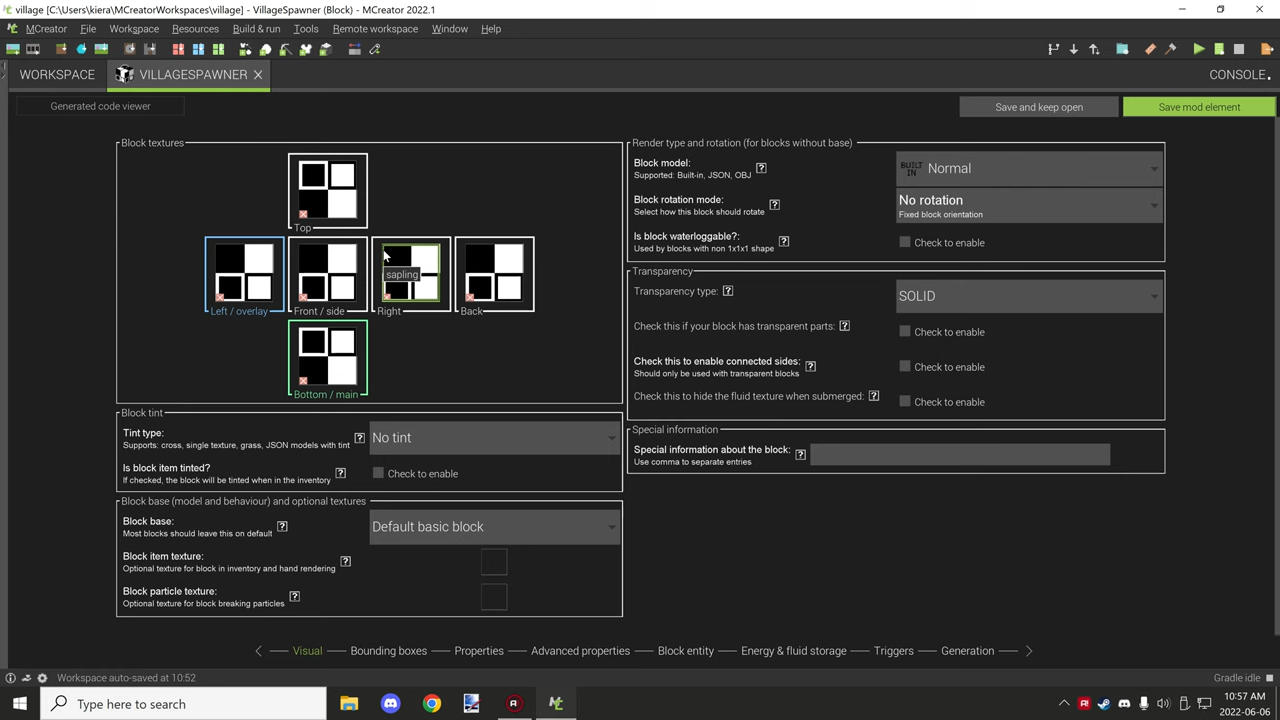 village [C:\Users\kiera\MCreatorWorkspaces\village] - VillageSpawner (Block) - MCreator 2022.1
MCreator File Workspace Resources Build & run Tools Remote workspace Window Help
WORKSPACE VILLAGESPAWNER CONSOLE
Generated code viewer Save and keep open Save mod element
Block textures
Top
sapling
Left / overlay Front / side Right Back
Bottom / main
Block tint
Tint type: ? No tint
Supports: cross, single texture, grass, JSON models with tint
Is block item tinted? ? Check to enable
If checked, the block will be tinted when in the inventory
Block base (model and behaviour) and optional textures
Block base: ? Default basic block
Most blocks should leave this on default
Block item texture: ?
Optional texture for block in inventory and hand rendering
Block particle texture: ?
Optional texture for block breaking particles
Render type and rotation (for blocks without base)
Block model: ? BUILT IN Normal
Supported: Built-in, JSON, OBJ
Block rotation mode: ? No rotation
Select how this block should rotate Fixed block orientation
Is block waterloggable?: ? Check to enable
Used by blocks with non 1x1x1 shape
Transparency
Transparency type: ? SOLID
Check this if your block has transparent parts: ? Check to enable
Check this to enable connected sides: ? Check to enable
Should only be used with transparent blocks
Check this to hide the fluid texture when submerged: ? Check to enable
Special information
Special information about the block: ?
Use comma to separate entries
Visual Bounding boxes Properties Advanced properties Block entity Energy & fluid storage Triggers Generation
Workspace auto-saved at 10:52 Gradle idle
Type here to search
10:57 AM
2022-06-06